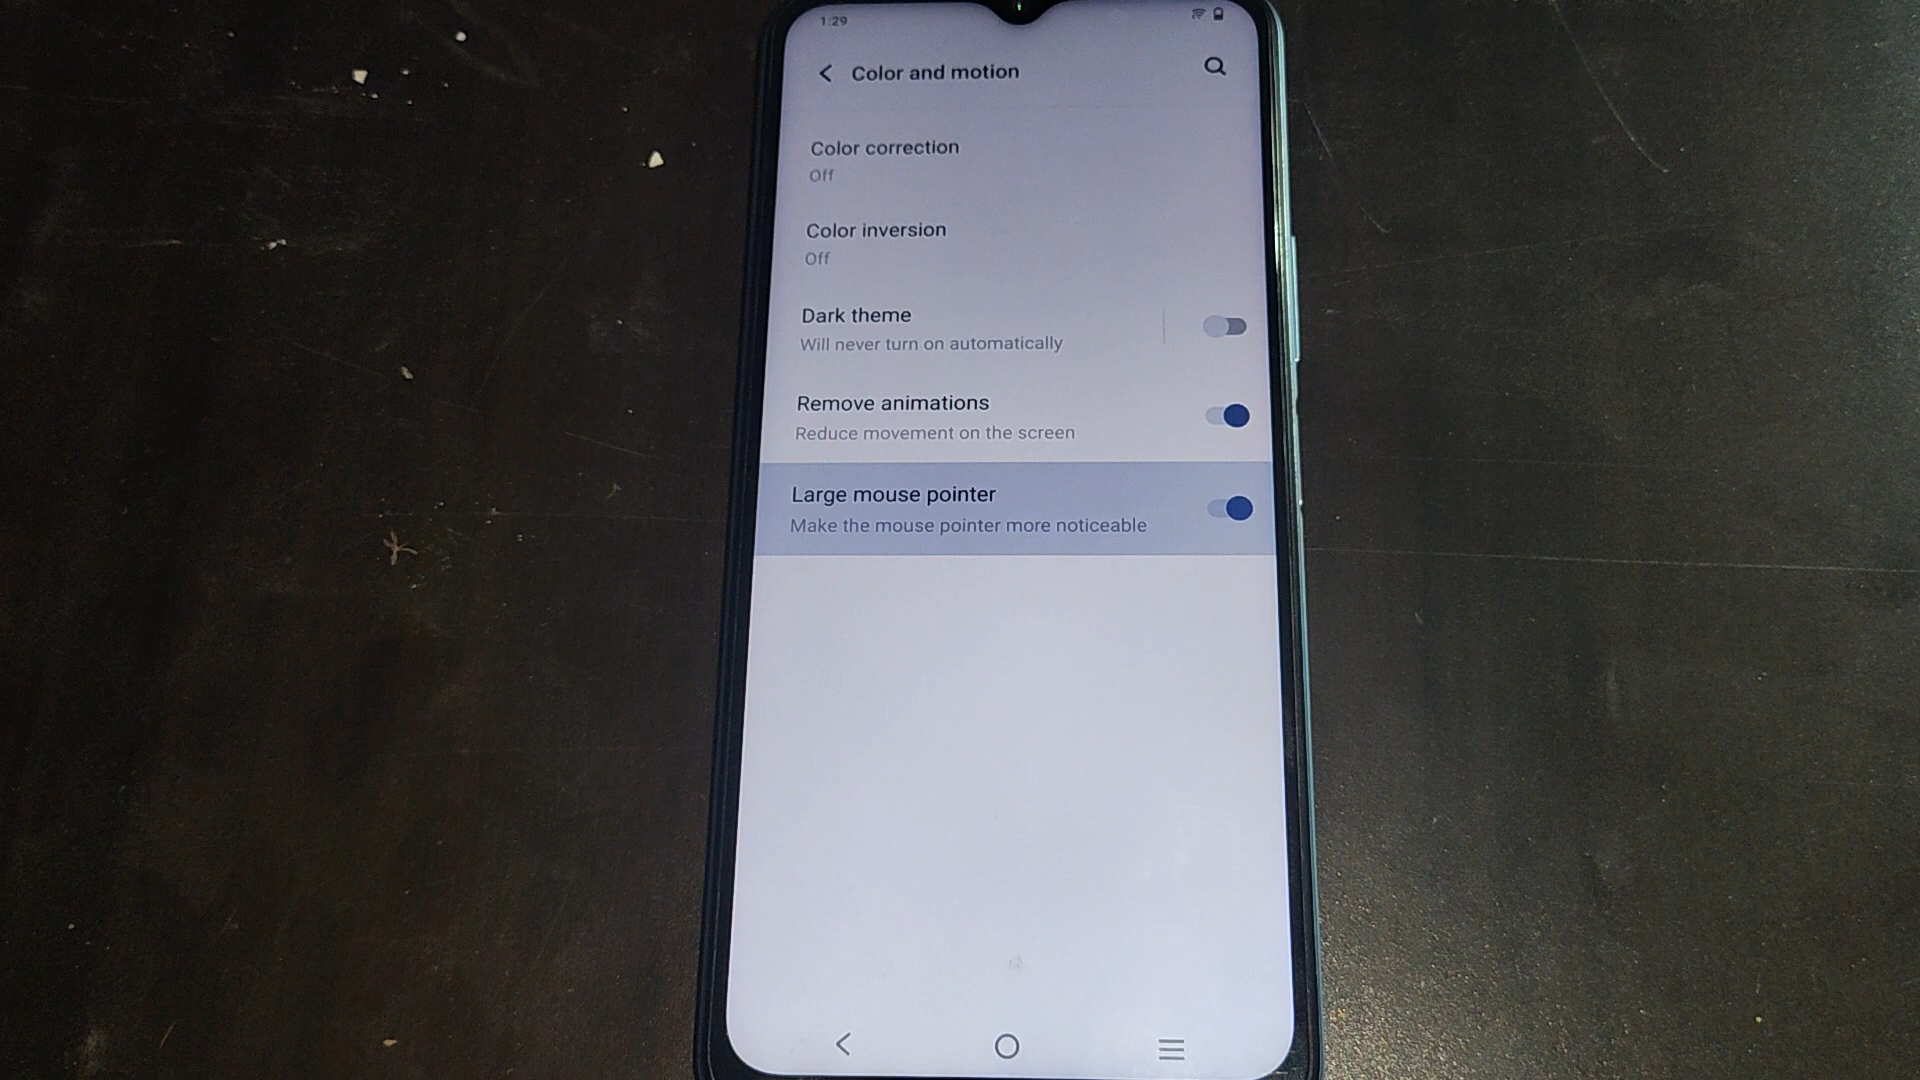 1:29
Color and motion
Color correction
Off
Color inversion
Off
Dark theme
Will never turn on automatically
Remove animations
Reduce movement on the screen
Large mouse pointer
Make the mouse pointer more noticeable